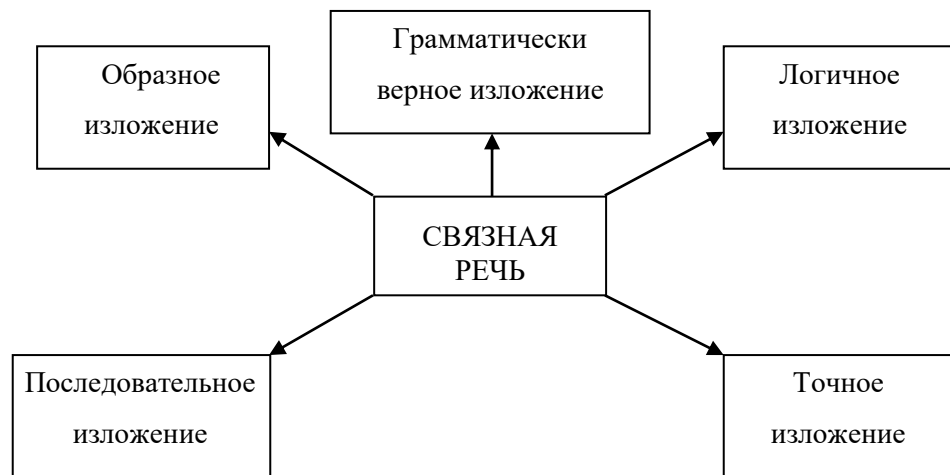 Образное
изложение
Грамматически
верное изложение
Логичное
изложение
СВЯЗНАЯ
РЕЧЬ
Последовательное
изложение
Точное
изложение